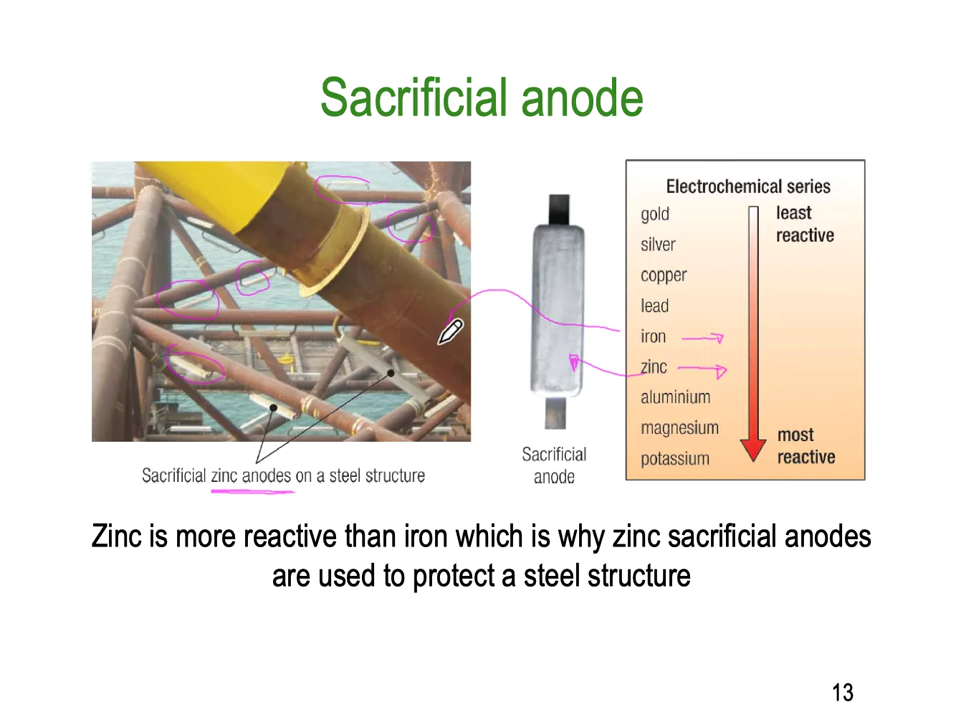 Sacrificial anode
Sacrificial zinc anodes on a steel structure
Sacrificial
anode
Electrochemical series
gold
silver
copper
lead
iron
zinc
aluminium
magnesium
potassium
least
reactive
most
reactive
Zinc is more reactive than iron which is why zinc sacrificial anodes
are used to protect a steel structure
13